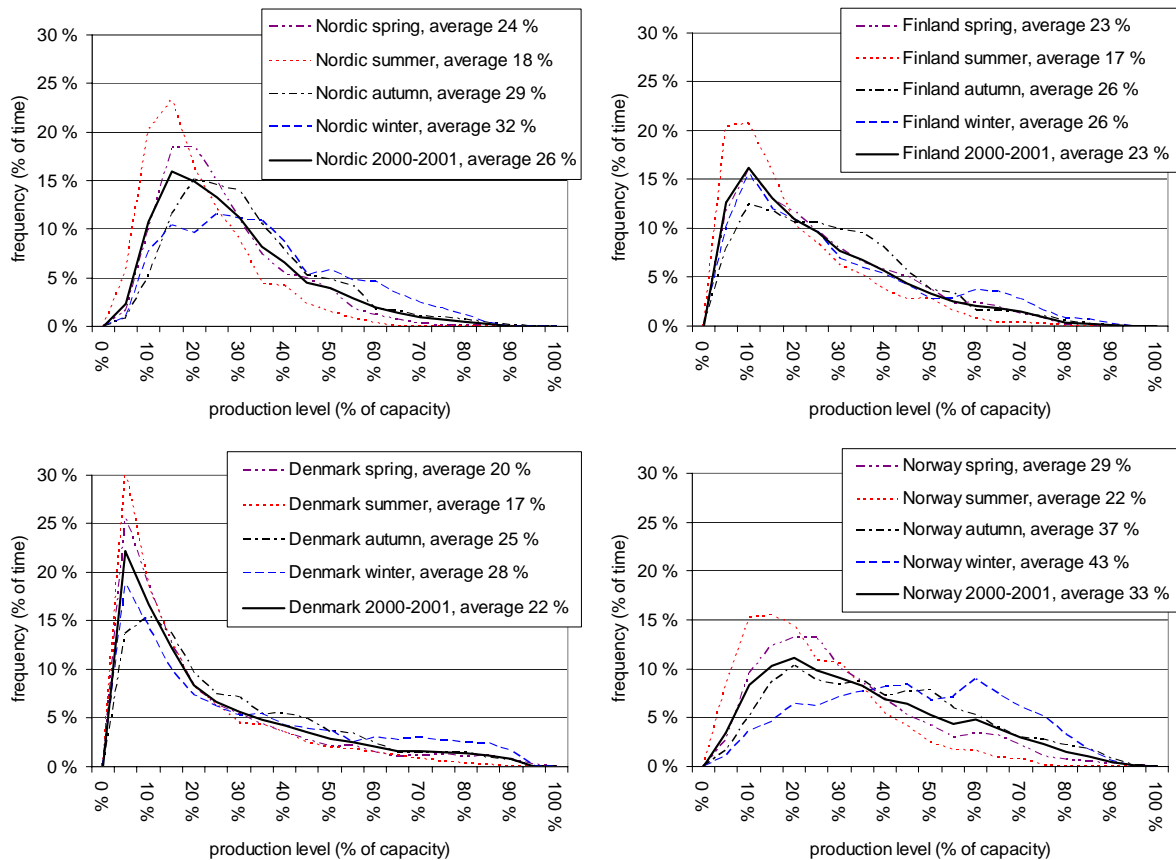 Nordic spring, average 24 %
Nordic summer, average 18 %
Nordic autumn, average 29 %
Nordic winter, average 32 %
Nordic 2000-2001, average 26 %
frequency (% of time)
30 %
25 %
20 %
15 %
10 %
5 %
0 %
0 %
10 %
20 %
30 %
40 %
50 %
60 %
70 %
80 %
90 %
100 %
production level (% of capacity)
Finland spring, average 23 %
Finland summer, average 17 %
Finland autumn, average 26 %
Finland winter, average 26 %
Finland 2000-2001, average 23 %
frequency (% of time)
30 %
25 %
20 %
15 %
10 %
5 %
0 %
0 %
10 %
20 %
30 %
40 %
50 %
60 %
70 %
80 %
90 %
100 %
production level (% of capacity)
Denmark spring, average 20 %
Denmark summer, average 17 %
Denmark autumn, average 25 %
Denmark winter, average 28 %
Denmark 2000-2001, average 22 %
frequency (% of time)
30 %
25 %
20 %
15 %
10 %
5 %
0 %
0 %
10 %
20 %
30 %
40 %
50 %
60 %
70 %
80 %
90 %
100 %
production level (% of capacity)
Norway spring, average 29 %
Norway summer, average 22 %
Norway autumn, average 37 %
Norway winter, average 43 %
Norway 2000-2001, average 33 %
frequency (% of time)
30 %
25 %
20 %
15 %
10 %
5 %
0 %
0 %
10 %
20 %
30 %
40 %
50 %
60 %
70 %
80 %
90 %
100 %
production level (% of capacity)